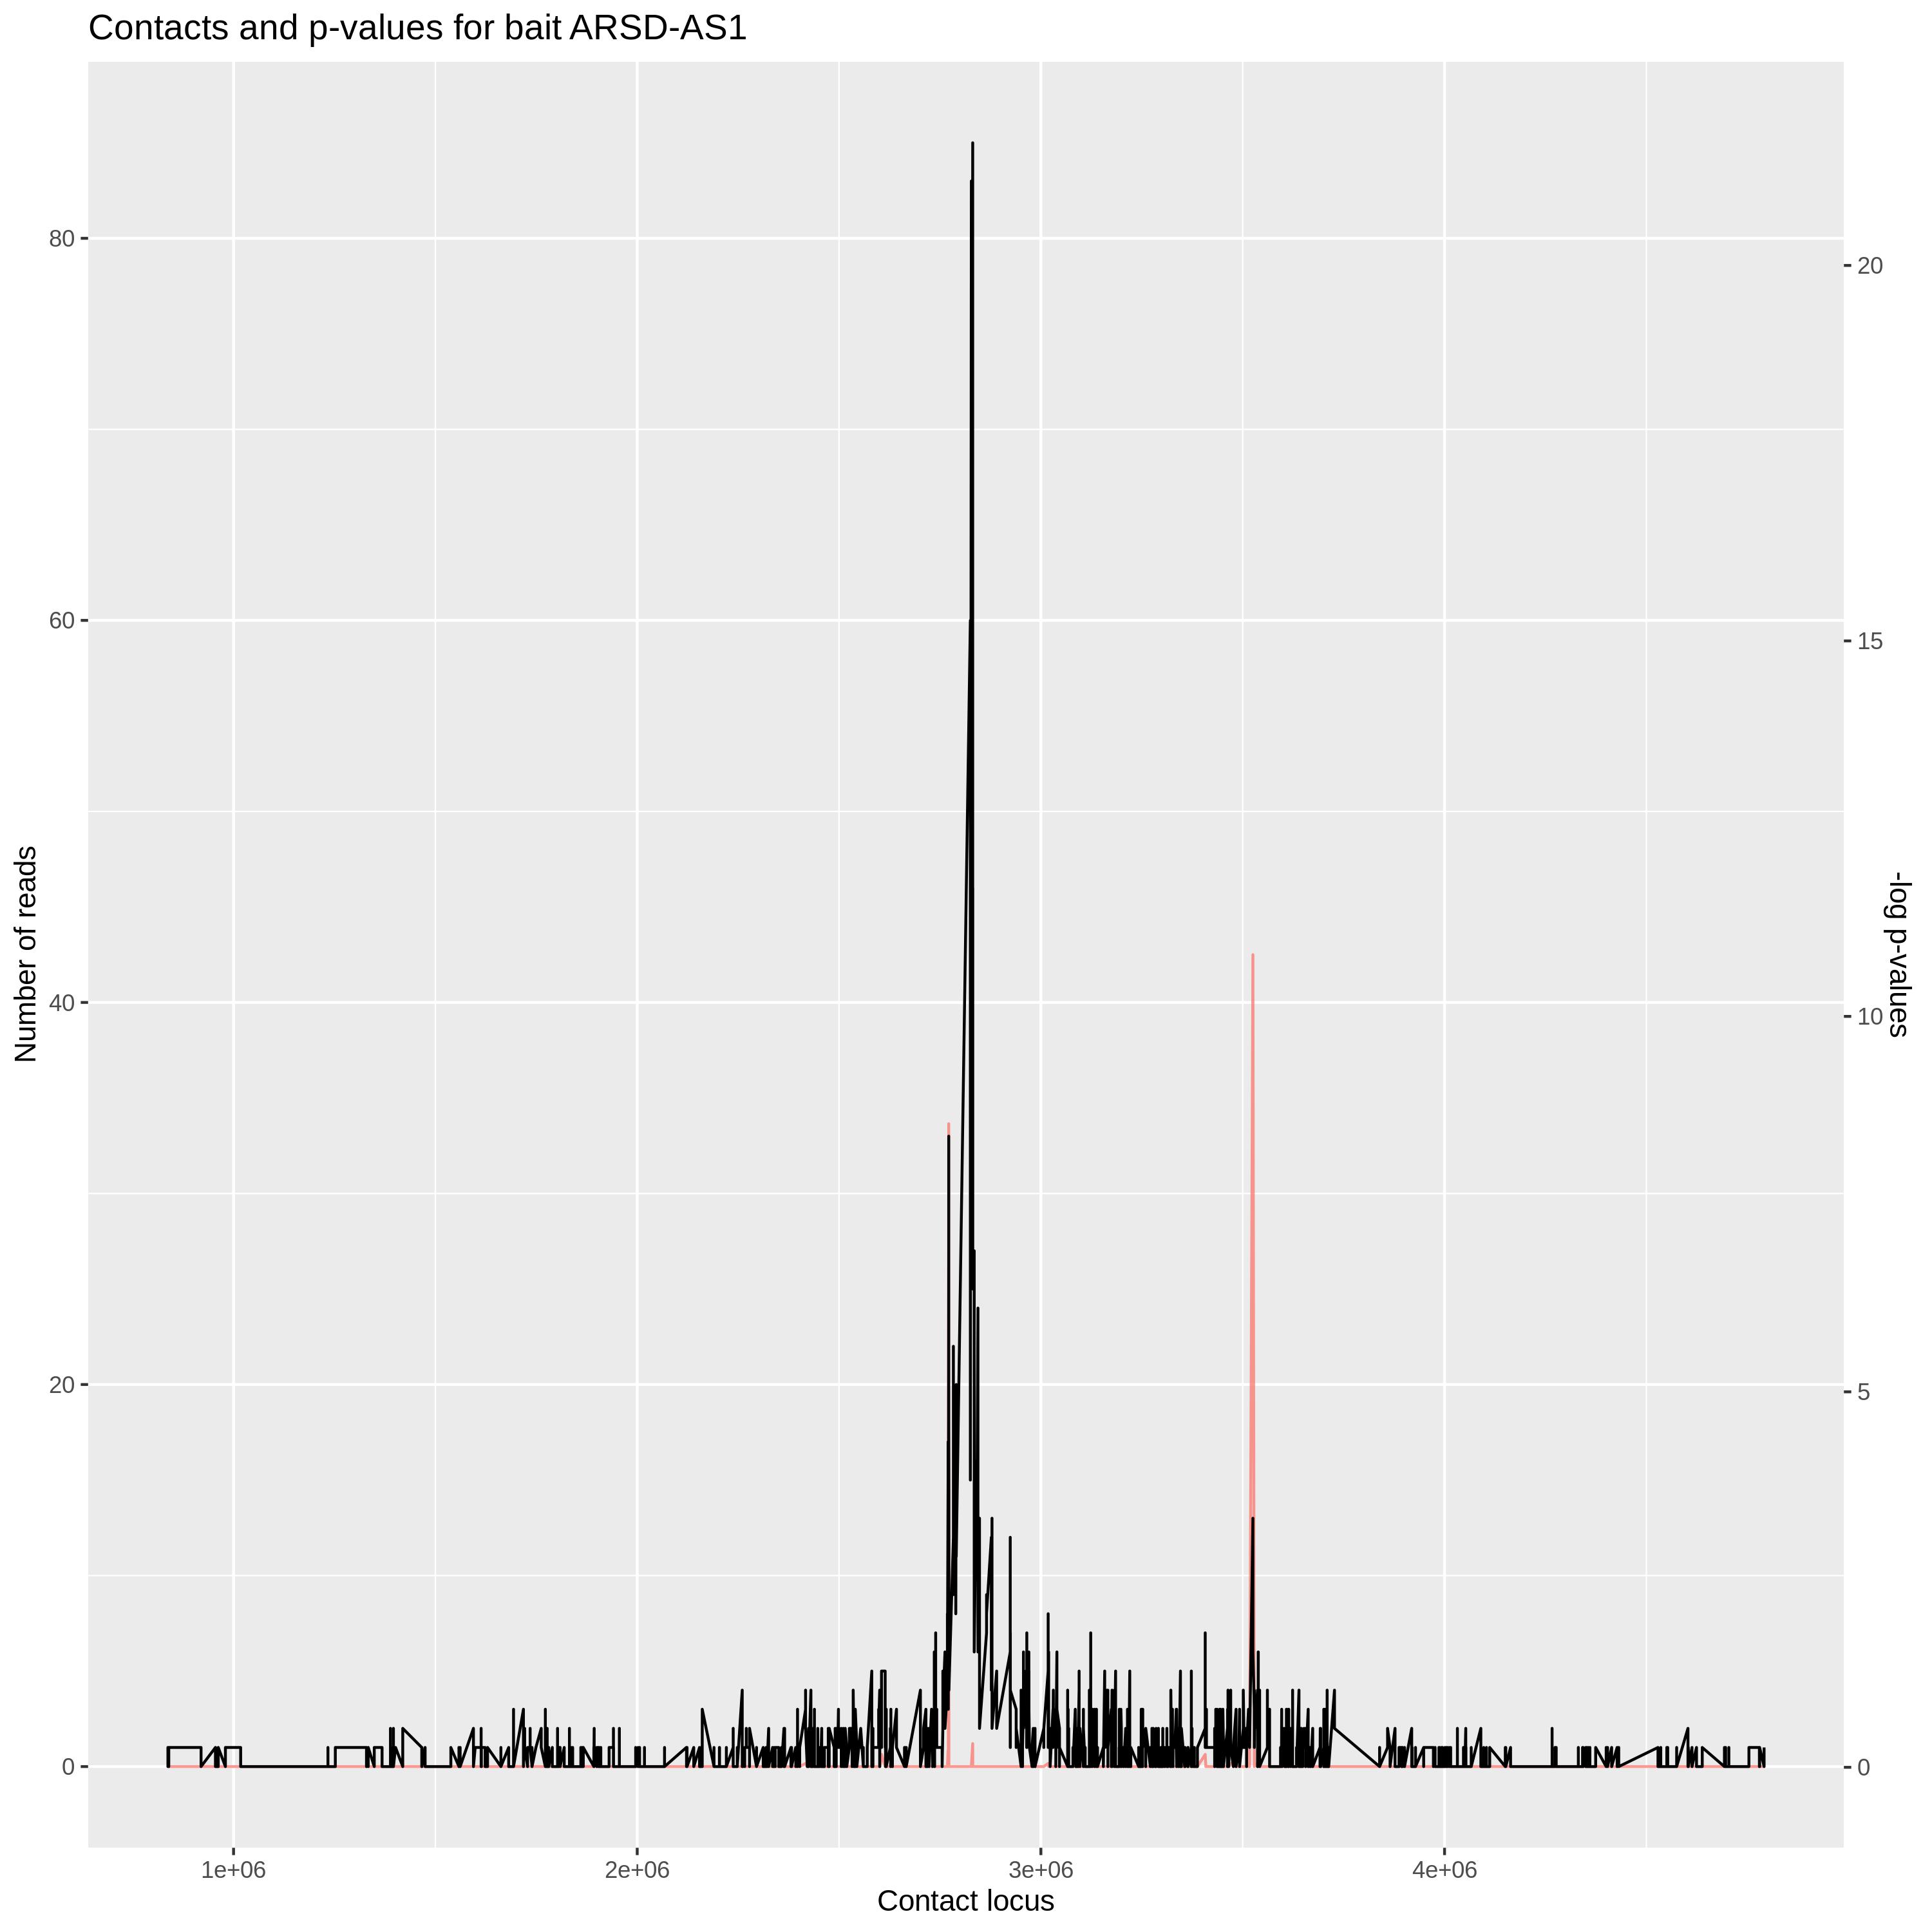 Contacts and p-values for bait ARSD-AS1
80
60
40
20
0
20
15
10
5
0
Number of reads
-log p-values
1e+06
2e+06
3e+06
4e+06
Contact locus